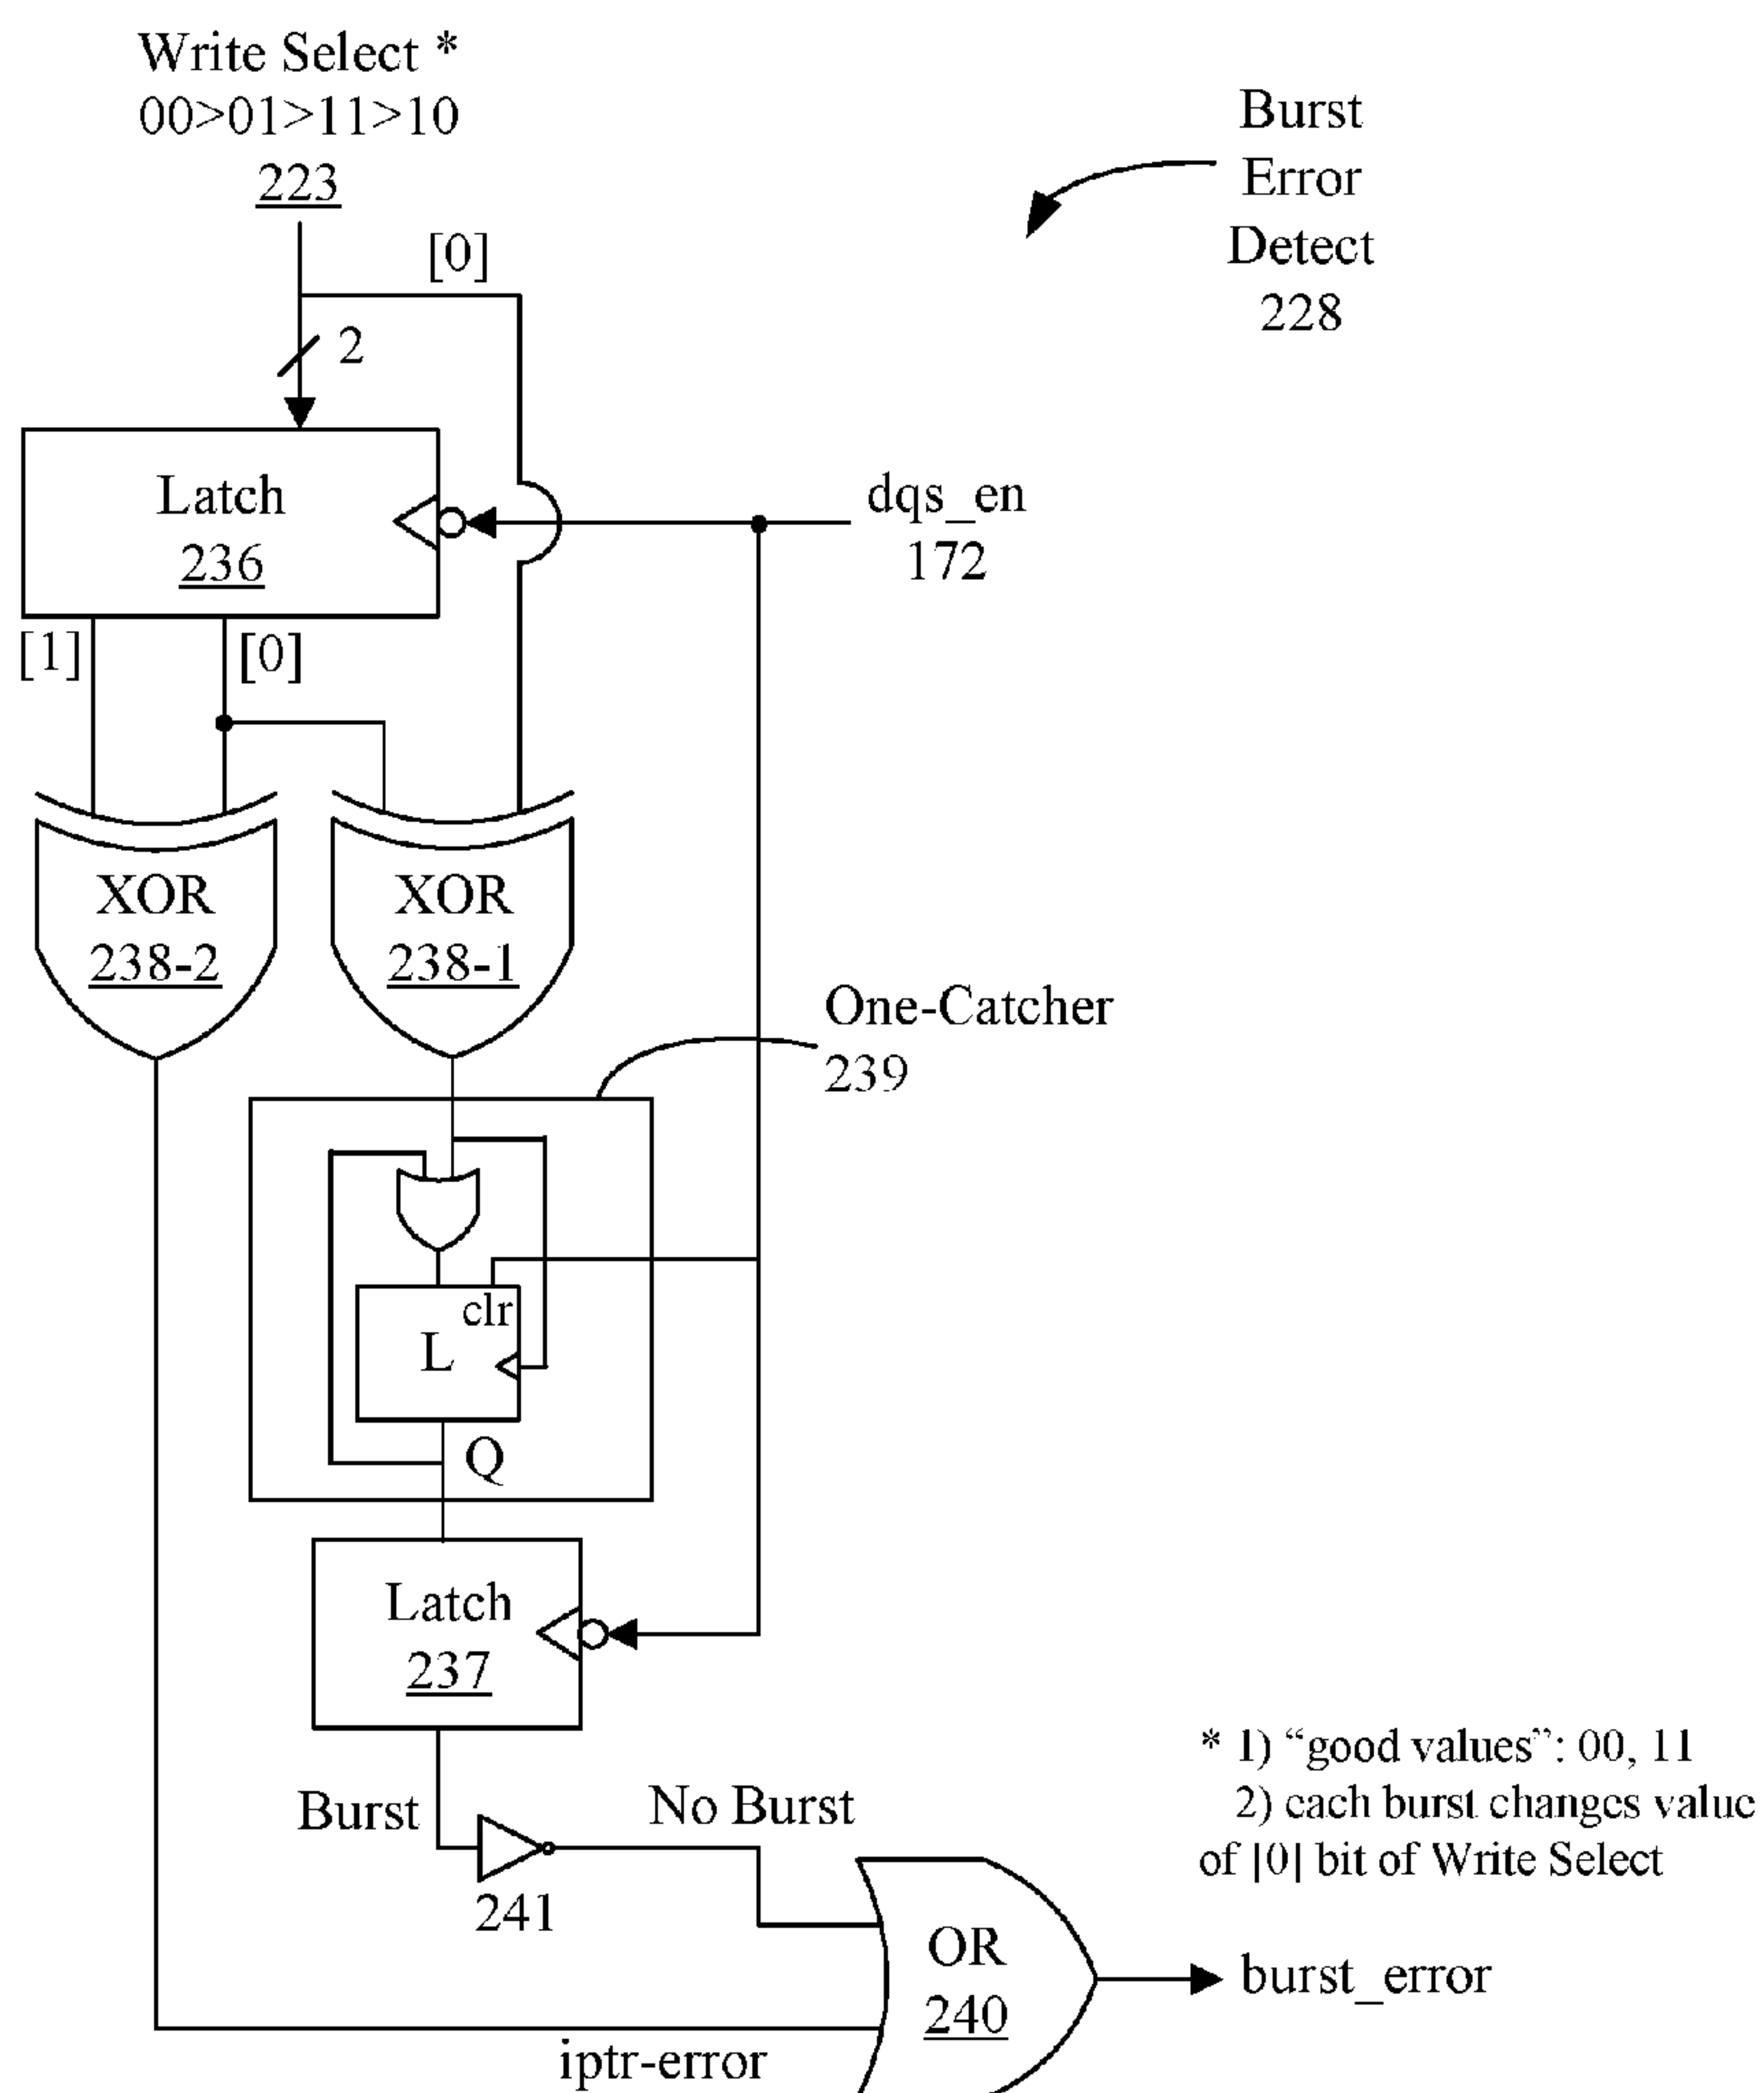 Write Select *
00>01>11>10
223
[0]
2
Burst
Error
Detect
228
Latch
236
dqs_en
172
[1]
[0]
XOR
238-2
XOR
238-1
One-Catcher
239
clr
L
Q
Latch
237
Burst
No Burst
241
* 1) “good values”: 00, 11
2) each burst changes value
of [0] bit of Write Select
OR
240
burst_error
iptr-error